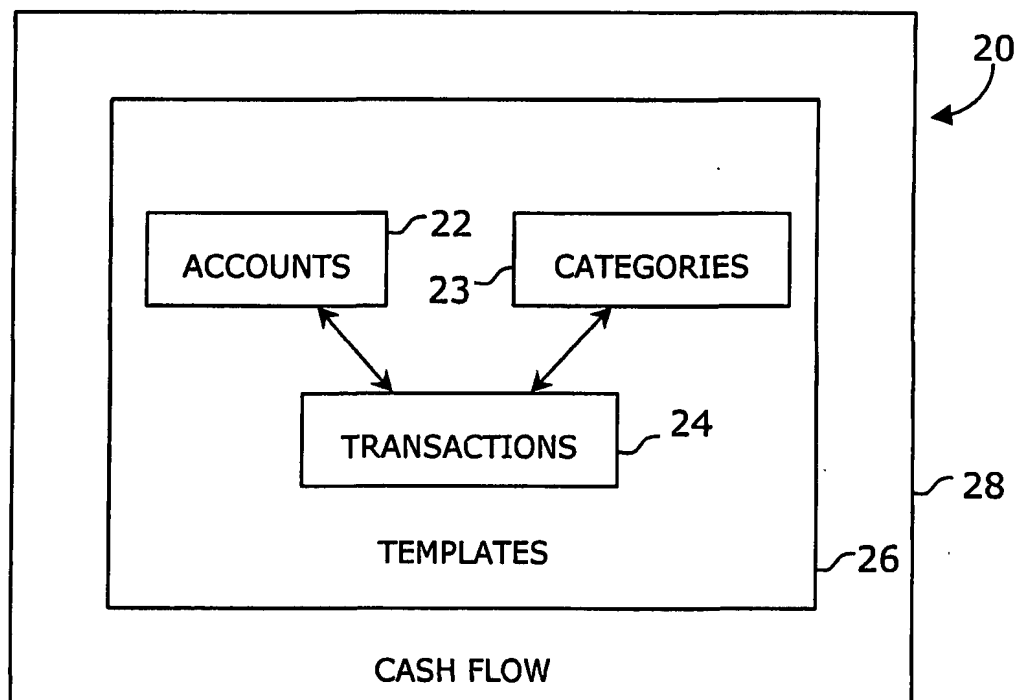 20
22
ACCOUNTS
CATEGORIES
23
TRANSACTIONS
24
28
TEMPLATES
26
CASH FLOW